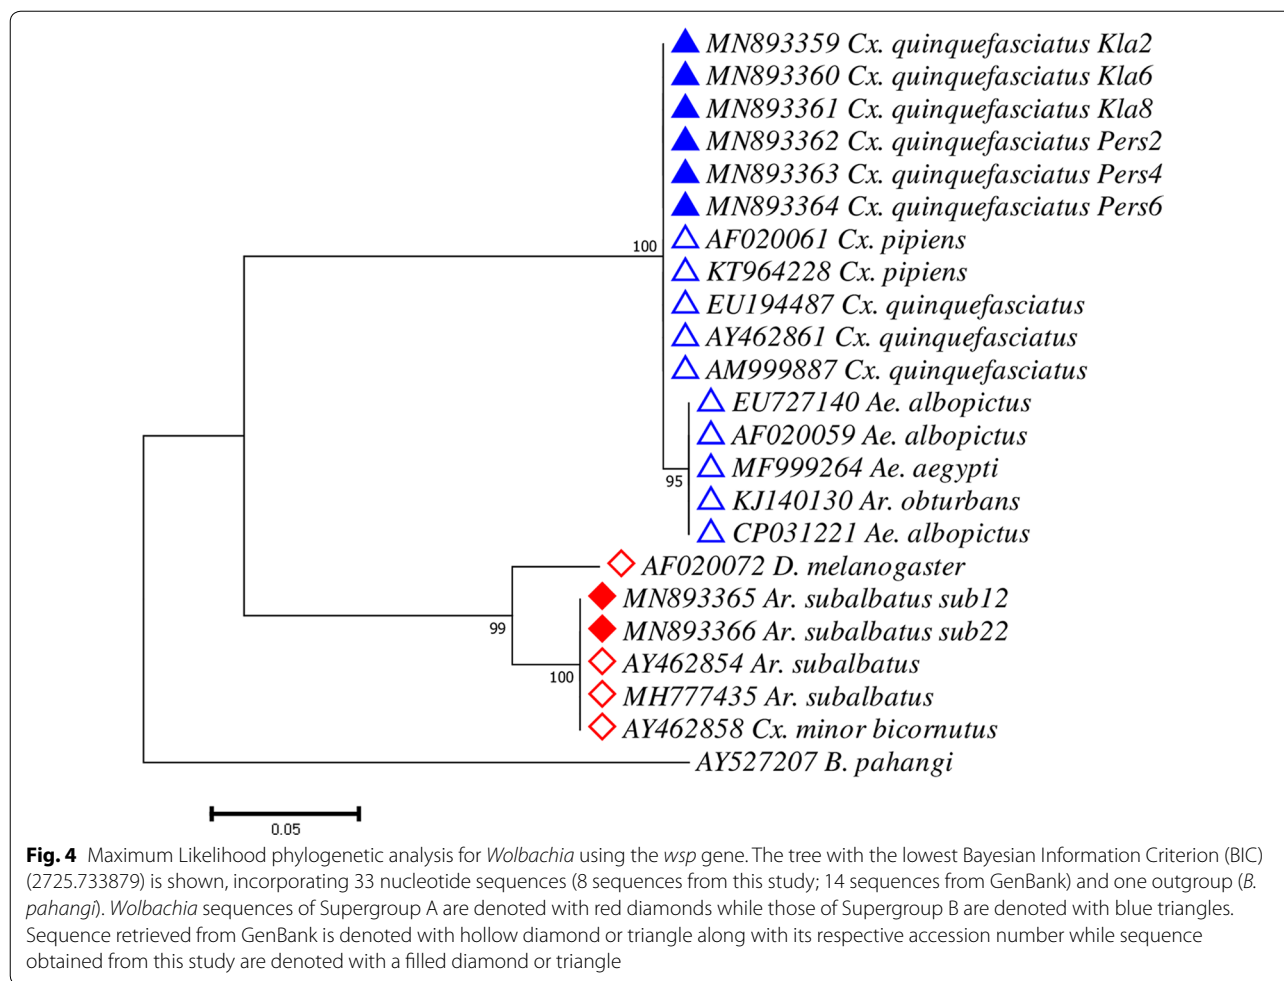 MN893359 Cx. quinquefasciatus Kla2
MN893360 Cx. quinquefasciatus Kla6
MN893361 Cx. quinquefasciatus Kla8
MN893362 Cx. quinquefasciatus Pers2
MN893363 Cx. quinquefasciatus Pers4
MN893364 Cx. quinquefasciatus Pers6
AF020061 Cx. pipiens
100
KT964228 Cx. pipiens
EU194487 Cx. quinquefasciatus
AY462861 Cx. quinquefasciatus
AM999887 Cx. quinquefasciatus
EU727140 Ae. albopictus
AF020059 Ae. albopictus
MF999264 Ae. aegypti
95
KJ140130 Ar. obturbans
CP031221 Ae. albopictus
AF020072 D. melanogaster
MN893365 Ar. subalbatus sub12
MN893366 Ar. subalbatus sub22
99
AY462854 Ar. subalbatus
100
MH777435 Ar. subalbatus
AY462858 Cx. minor bicornutus
AY527207 B. pahangi
0.05
Fig. 4 Maximum Likelihood phylogenetic analysis for Wolbachia using the wsp gene. The tree with the lowest Bayesian Information Criterion (BIC)
(2725.733879) is shown, incorporating 33 nucleotide sequences (8 sequences from this study; 14 sequences from GenBank) and one outgroup (B.
pahangi). Wolbachia sequences of Supergroup A are denoted with red diamonds while those of Supergroup B are denoted with blue triangles.
Sequence retrieved from GenBank is denoted with hollow diamond or triangle along with its respective accession number while sequence
obtained from this study are denoted with a filled diamond or triangle